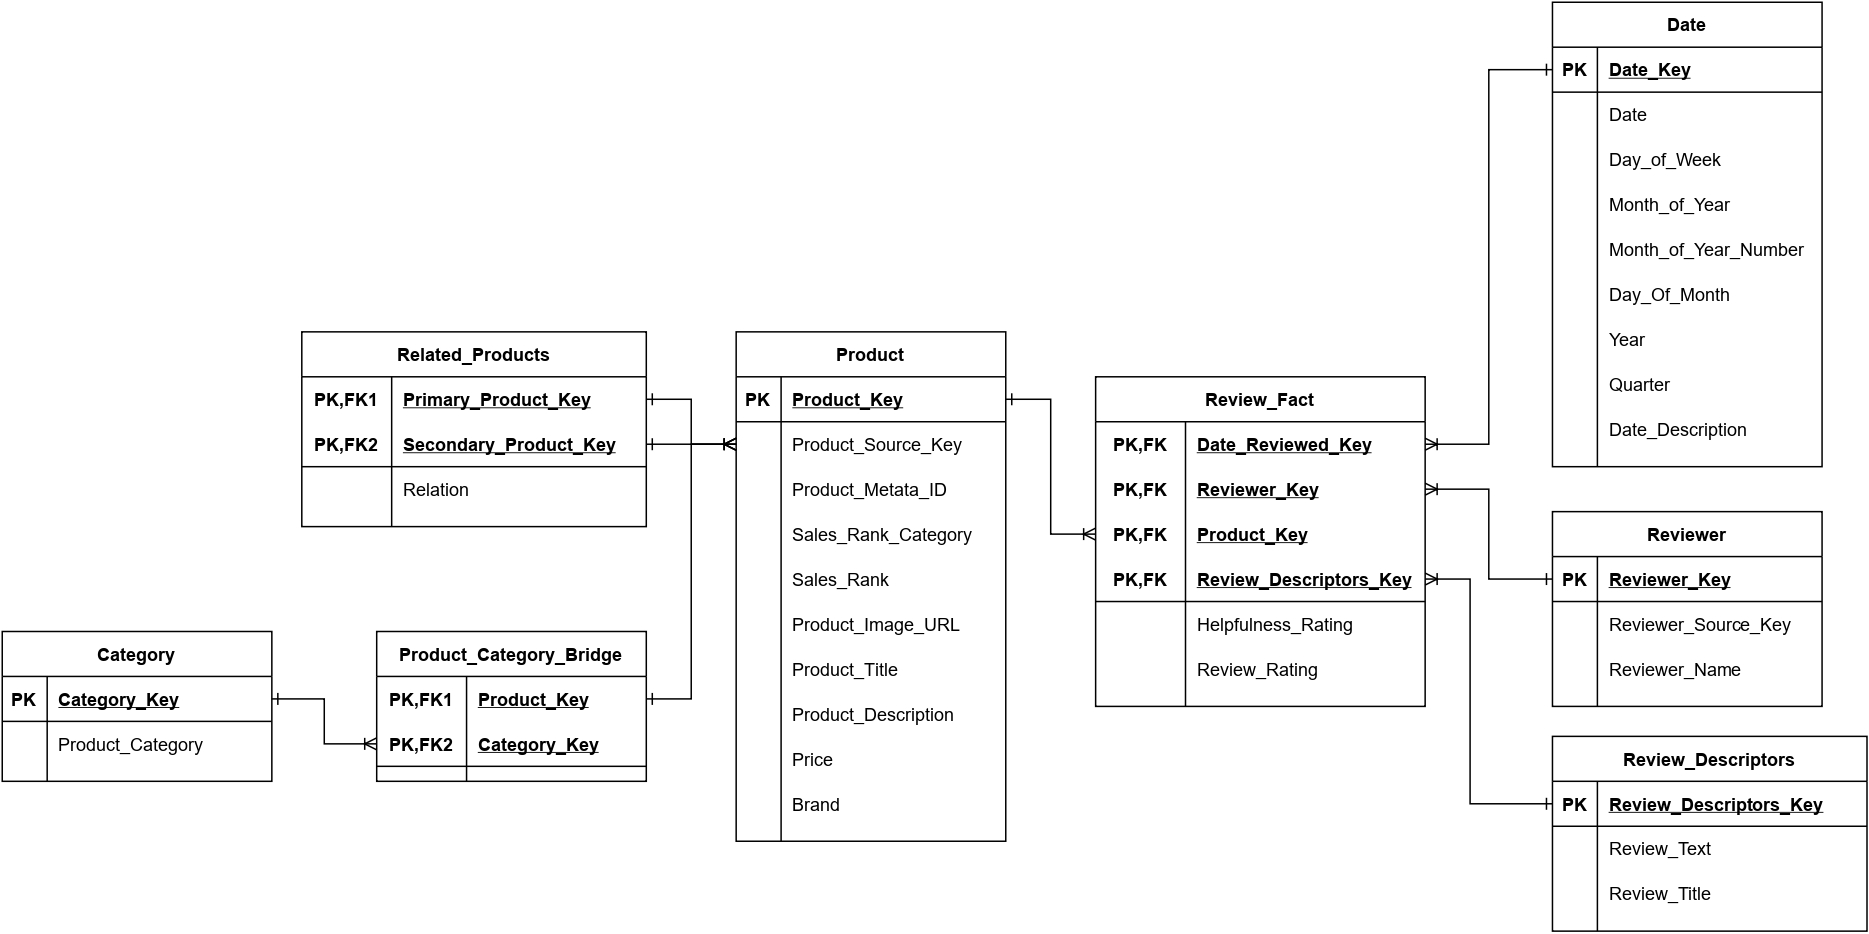 Date
PK Date_Key
Date
Day_of_Week
Month_of_Year
Month_of_Year_Number
Day_Of_Month
Year
Quarter
Date_Description
Related_Products
PK,FK1 Primary_Product_Key
PK,FK2 Secondary_Product_Key
Relation
Product
PK Product_Key
Product_Source_Key
Product_Metata_ID
Sales_Rank_Category
Sales_Rank
Product_Image_URL
Product_Title
Product_Description
Price
Brand
Review_Fact
PK,FK Date_Reviewed_Key
PK,FK Reviewer_Key
PK,FK Product_Key
PK,FK Review_Descriptors_Key
Helpfulness_Rating
Review_Rating
Reviewer
PK Reviewer_Key
Reviewer_Source_Key
Reviewer_Name
Category
PK Category_Key
Product_Category
Product_Category_Bridge
PK,FK1 Product_Key
PK,FK2 Category_Key
Review_Descriptors
PK Review_Descriptors_Key
Review_Text
Review_Title